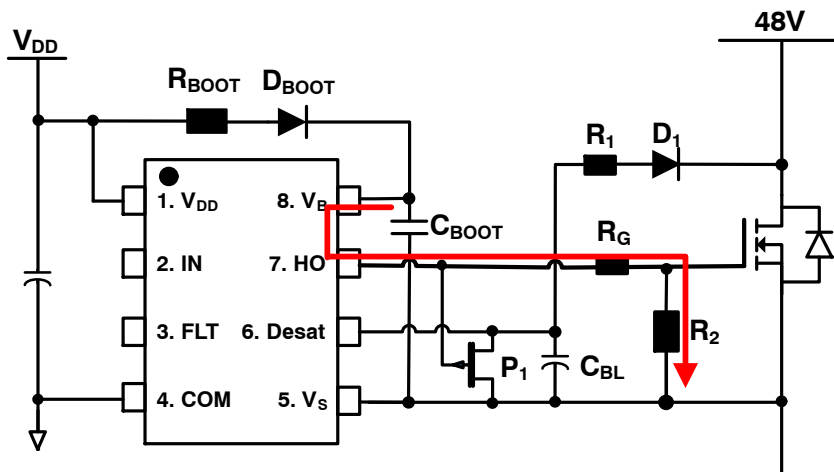 48V
VDD
RBOOT
DBOOT
R1
D1
1. VDD
8. VB
CBOOT
RG
2. IN
7. HO
3. FLT
6. Desat
R2
P1
CBL
4. COM
5. VS